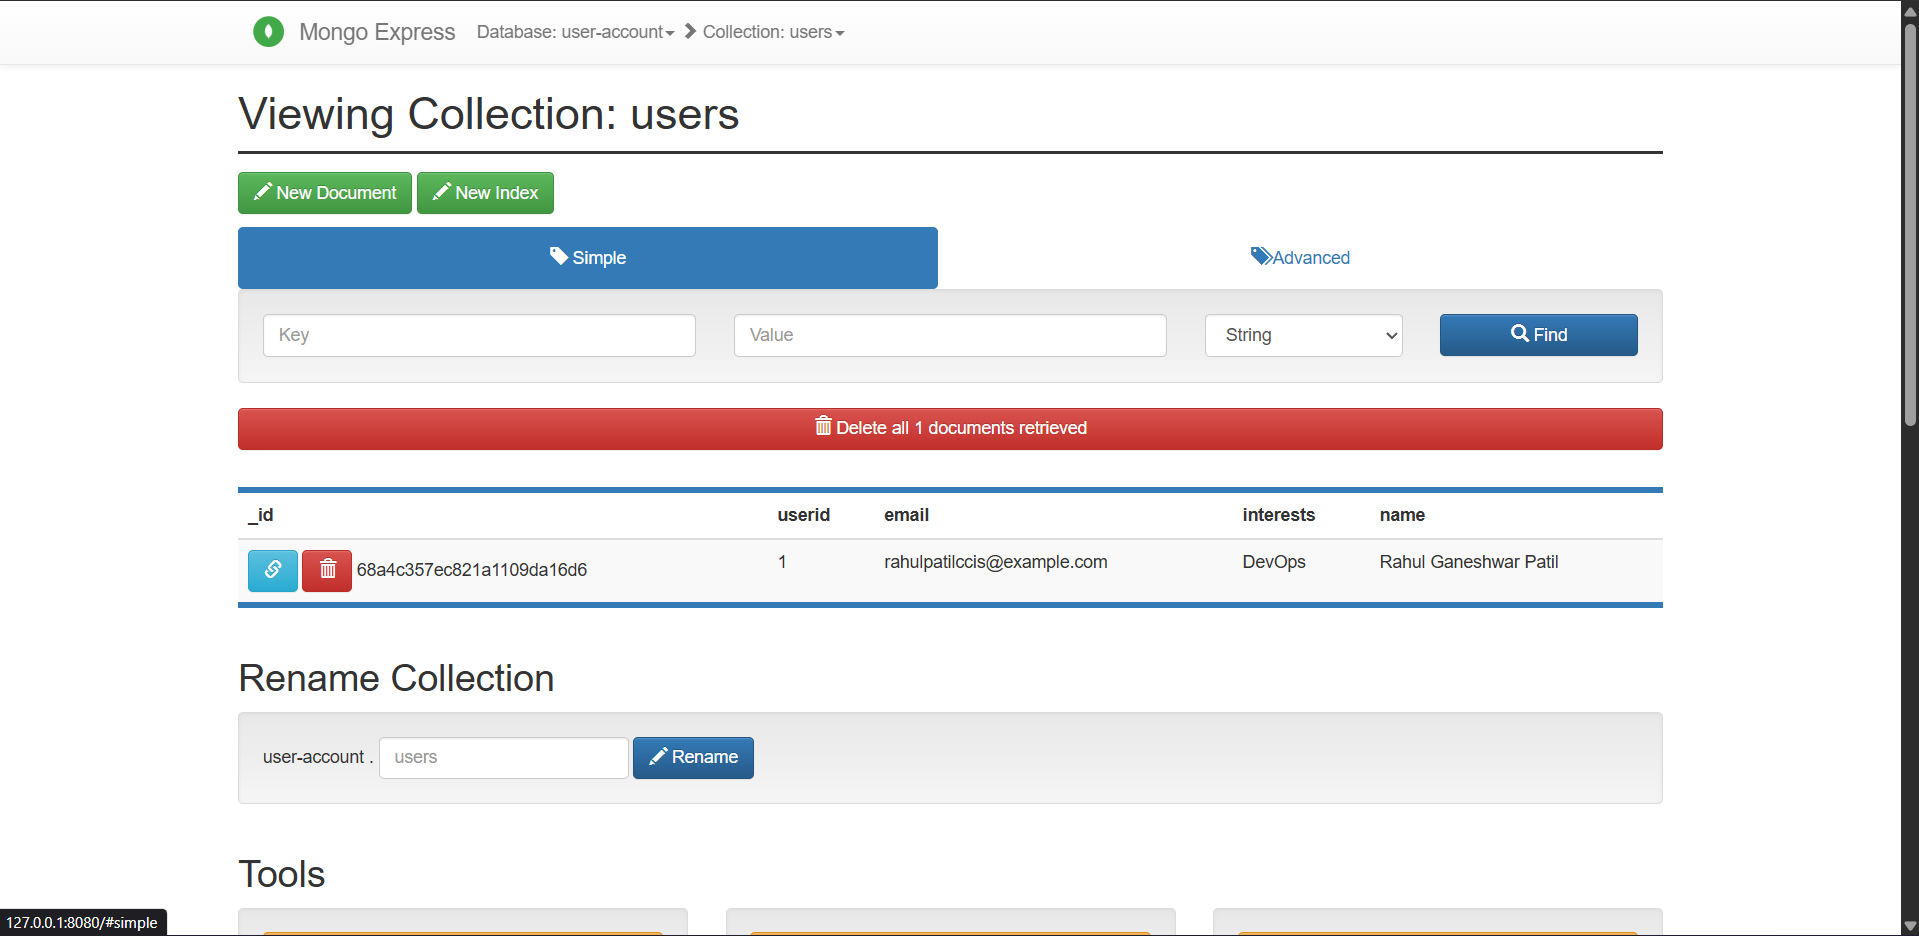 Mongo Express Database: user-account Collection: users
Viewing Collection: users
New Document New Index
Simple Advanced
Key Value String Find
Delete all 1 documents retrieved
_id userid email interests name
68a4c357ec821a1109da16d6 1 rahulpatilccis@example.com DevOps Rahul Ganeshwar Patil
Rename Collection
user-account . users Rename
Tools
127.0.0.1:8080/#simple